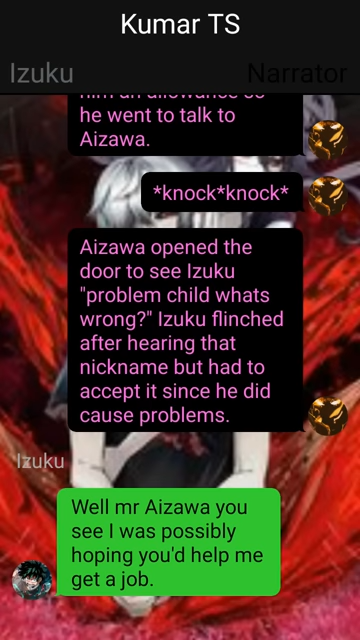 Kumar TS
Izuku
Narrator
him an allowance so
he went to talk to
Aizawa.
*knock*knock*
Aizawa opened the
door to see Izuku
"problem child whats
wrong?" Izuku flinched
after hearing that
nickname but had to
accept it since he did
cause problems.
Izuku
Well mr Aizawa you
see I was possibly
hoping you'd help me
get a job.